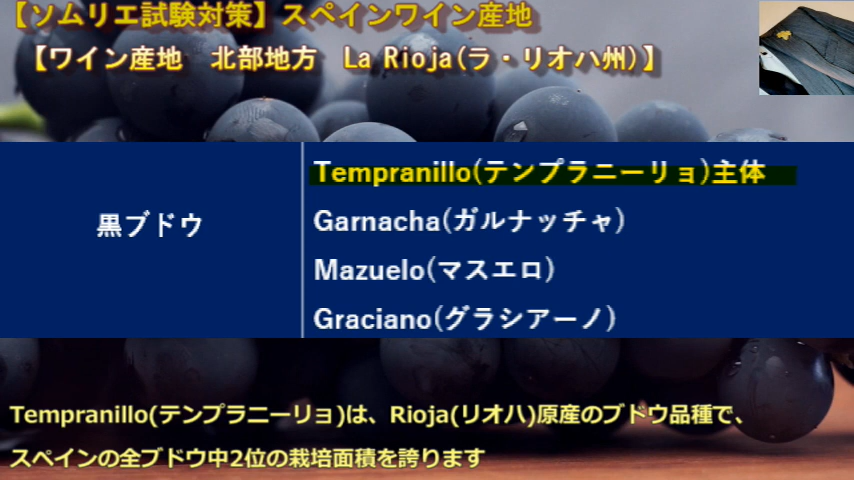 【ソムリエ試験対策】スペインワイン産地
【ワイン産地　北部地方　La Rioja(ラ・リオハ州)】
Tempranillo(テンプラニーリョ)主体
黒ブドウ
Garnacha(ガルナッチャ)
Mazuelo(マスエロ)
Graciano(グラシアーノ)
Tempranillo(テンプラニーリョ)は、Rioja(リオハ)原産のブドウ品種で、
スペインの全ブドウ中2位の栽培面積を誇ります